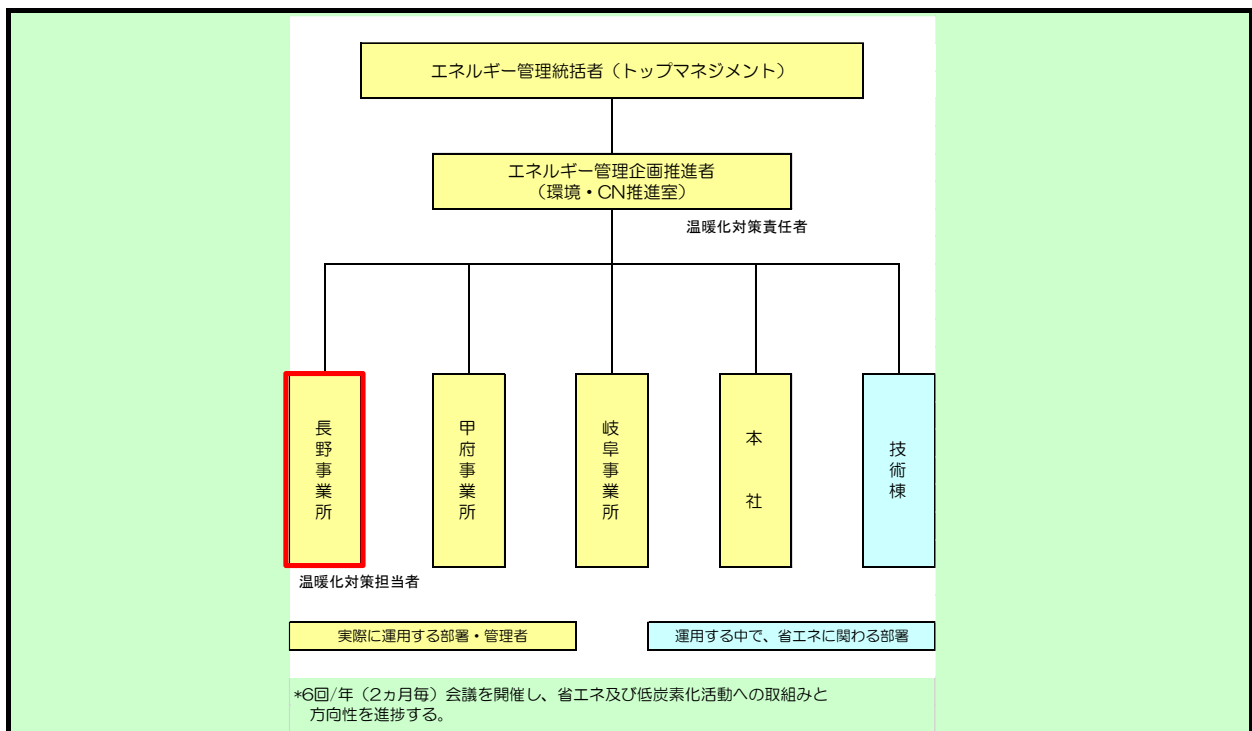 エネルギー管理統括者（トップマネジメント）
エネルギー管理企画推進者
（環境・CN推進室）
温暖化対策責任者
長野事業所
甲府事業所
岐阜事業所
本社
技術棟
温暖化対策担当者
実際に運用する部署・管理者
運用する中で、省エネに関わる部署
*6回/年（2ヵ月毎）会議を開催し、省エネ及び低炭素化活動への取組みと
方向性を進捗する。